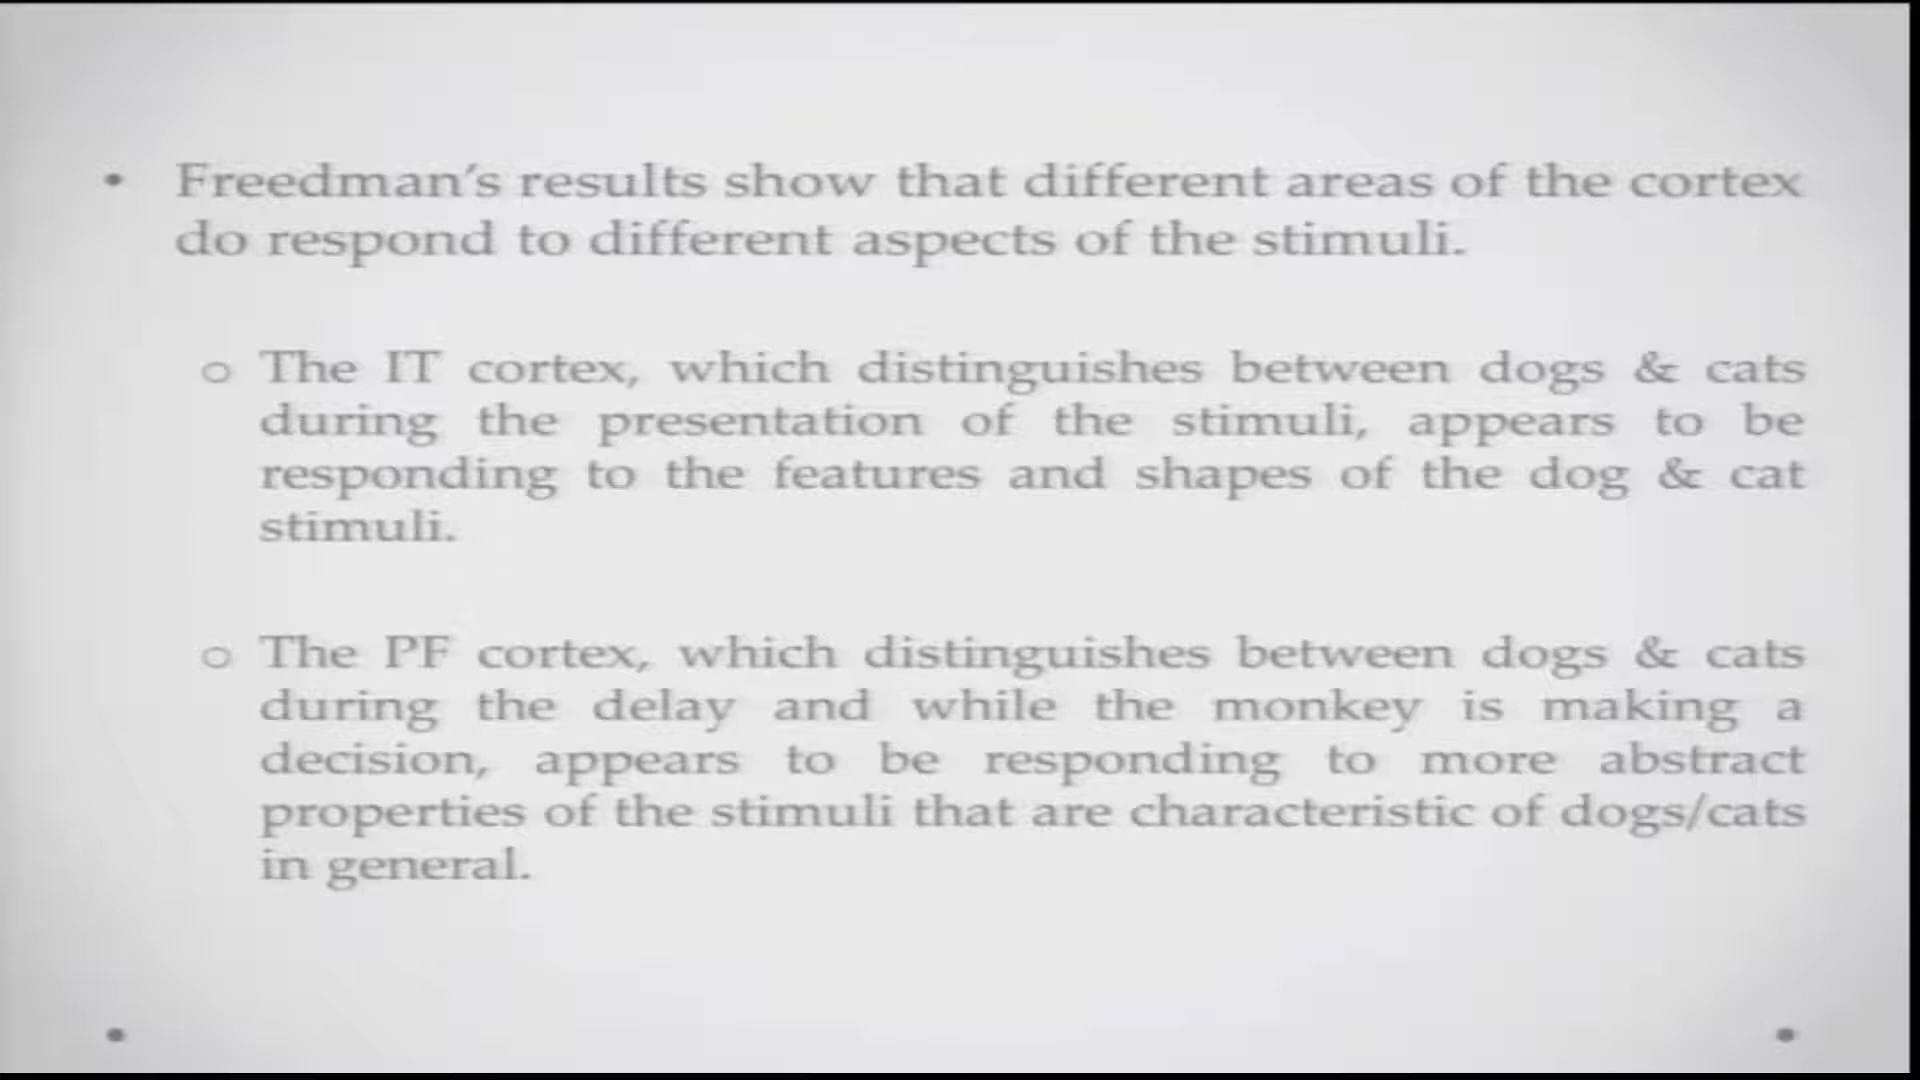 • Freedman's results show that different areas of the cortex
do respond to different aspects of the stimuli.
o The IT cortex, which distinguishes between dogs & cats
during the presentation of the stimuli, appears to be
responding to the features and shapes of the dog & cat
stimuli.
o The PF cortex, which distinguishes between dogs & cats
during the delay and while the monkey is making a
decision, appears to be responding to more abstract
properties of the stimuli that are characteristic of dogs/cats
in general.